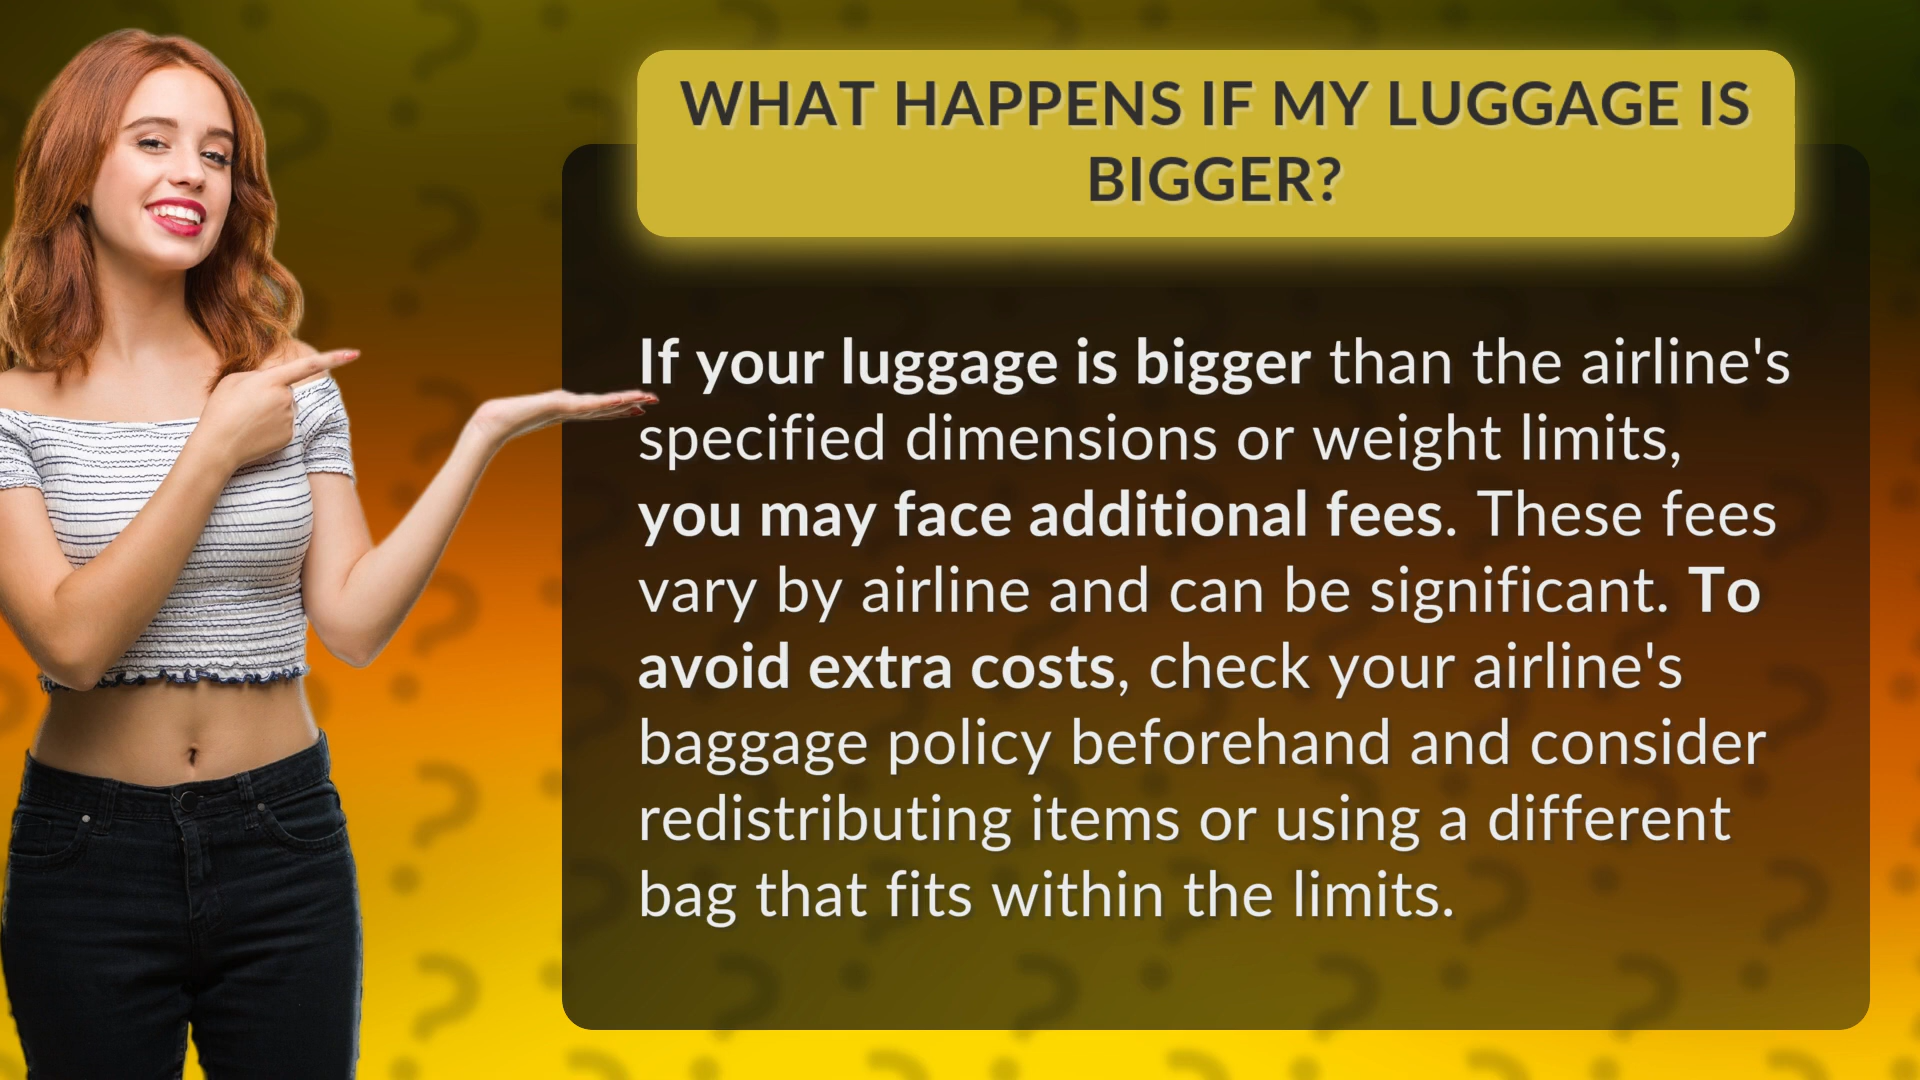 WHAT HAPPENS IF MY LUGGAGE IS
BIGGER?
If your luggage is bigger than the airline's
specified dimensions or weight limits,
you may face additional fees. These fees
vary by airline and can be significant. To
avoid extra costs, check your airline's
baggage policy beforehand and consider
redistributing items or using a different
bag that fits within the limits.